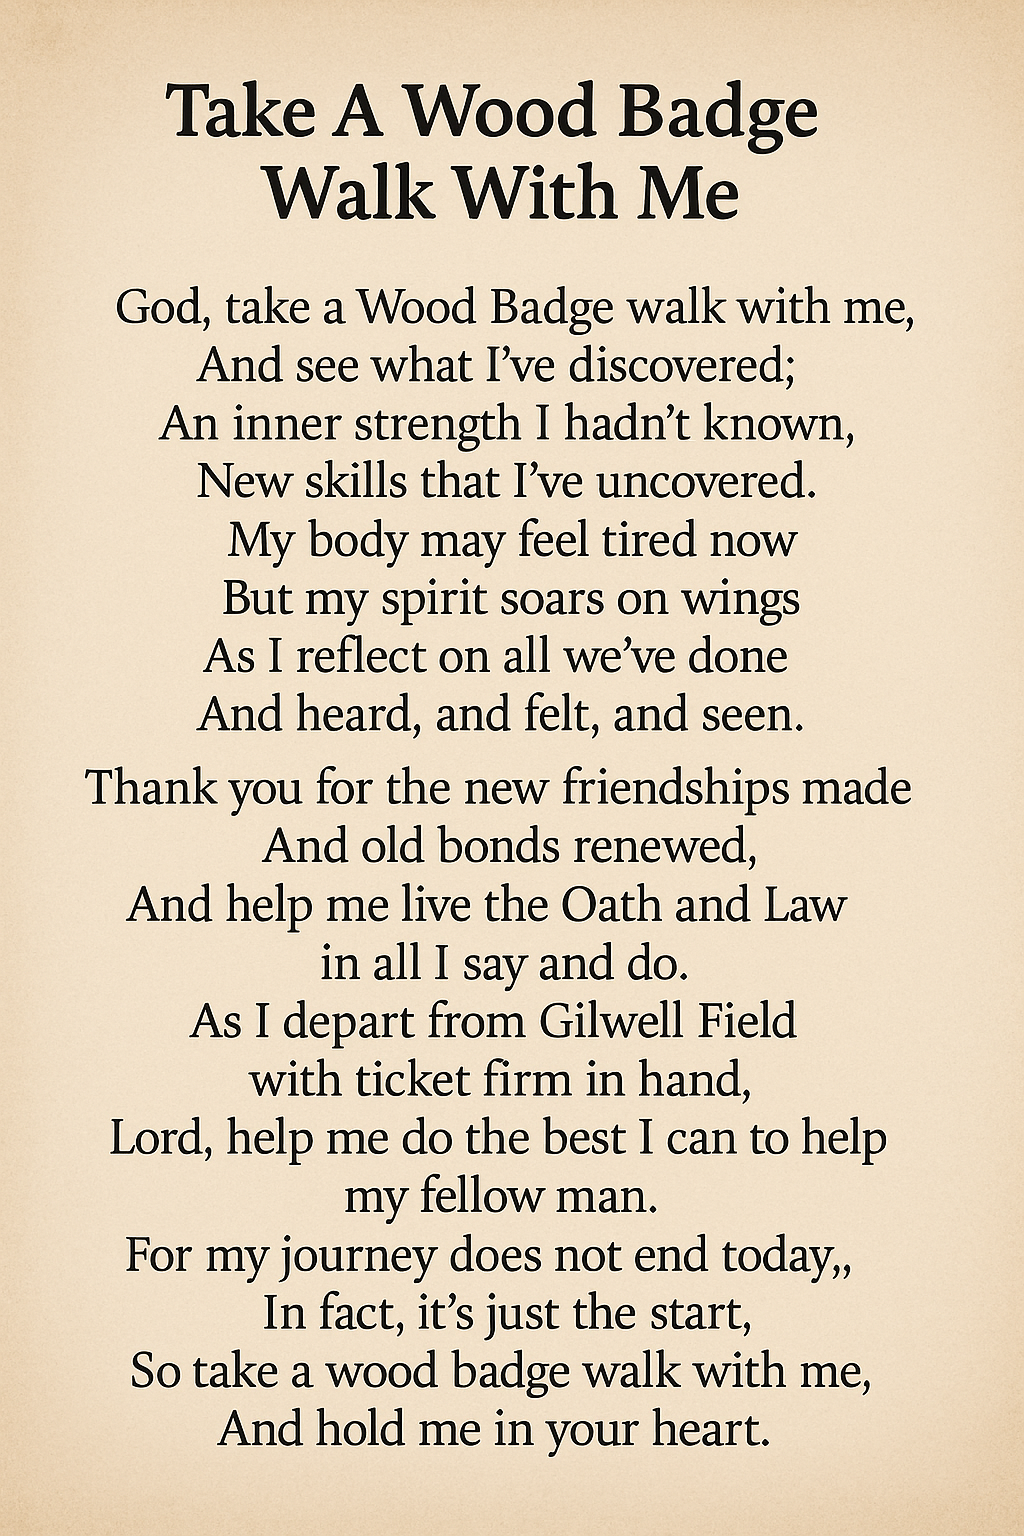 Take A Wood Badge
Walk With Me
God, take a Wood Badge walk with me,
And see what I’ve discovered;
An inner strength I hadn’t known,
New skills that I’ve uncovered.
My body may feel tired now
But my spirit soars on wings
As I reflect on all we’ve done
And heard, and felt, and seen.
Thank you for the new friendships made
And old bonds renewed,
And help me live the Oath and Law
in all I say and do.
As I depart from Gilwell Field
with ticket firm in hand,
Lord, help me do the best I can to help
my fellow man.
For my journey does not end today,,
In fact, it’s just the start,
So take a wood badge walk with me,
And hold me in your heart.